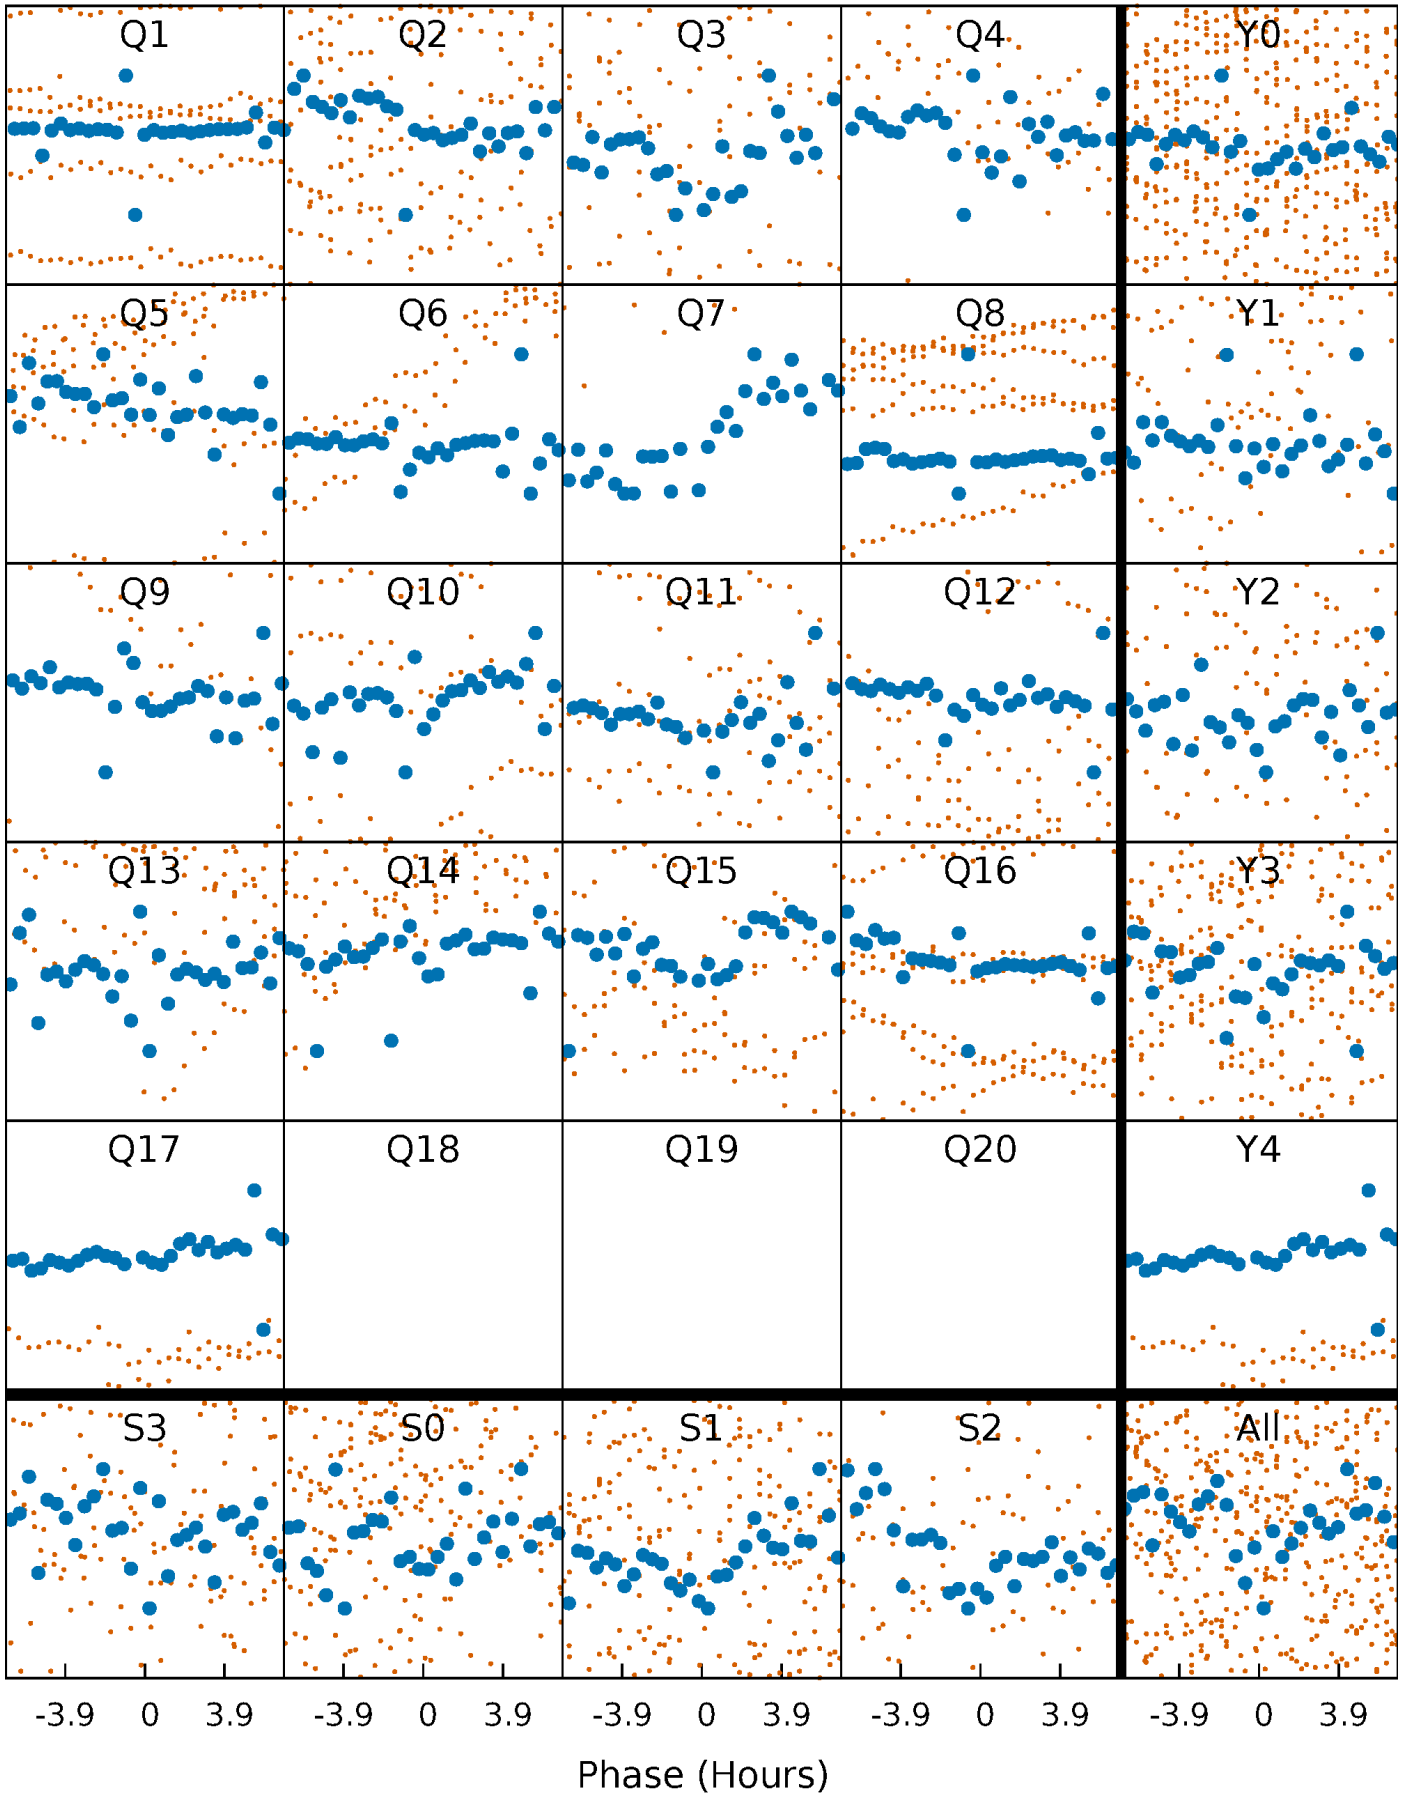 Q1 Q2 Q3 Q4 Y0
Q5 Q6 Q7 Q8 Y1
Q9 Q10 Q11 Q12 Y2
Q13 Q14 Q15 Q16 Y3
Q17 Q18 Q19 Q20 Y4
S3 S0 S1 S2 All
-3.9 0 3.9 -3.9 0 3.9 -3.9 0 3.9 -3.9 0 3.9 -3.9 0 3.9
Phase (Hours)